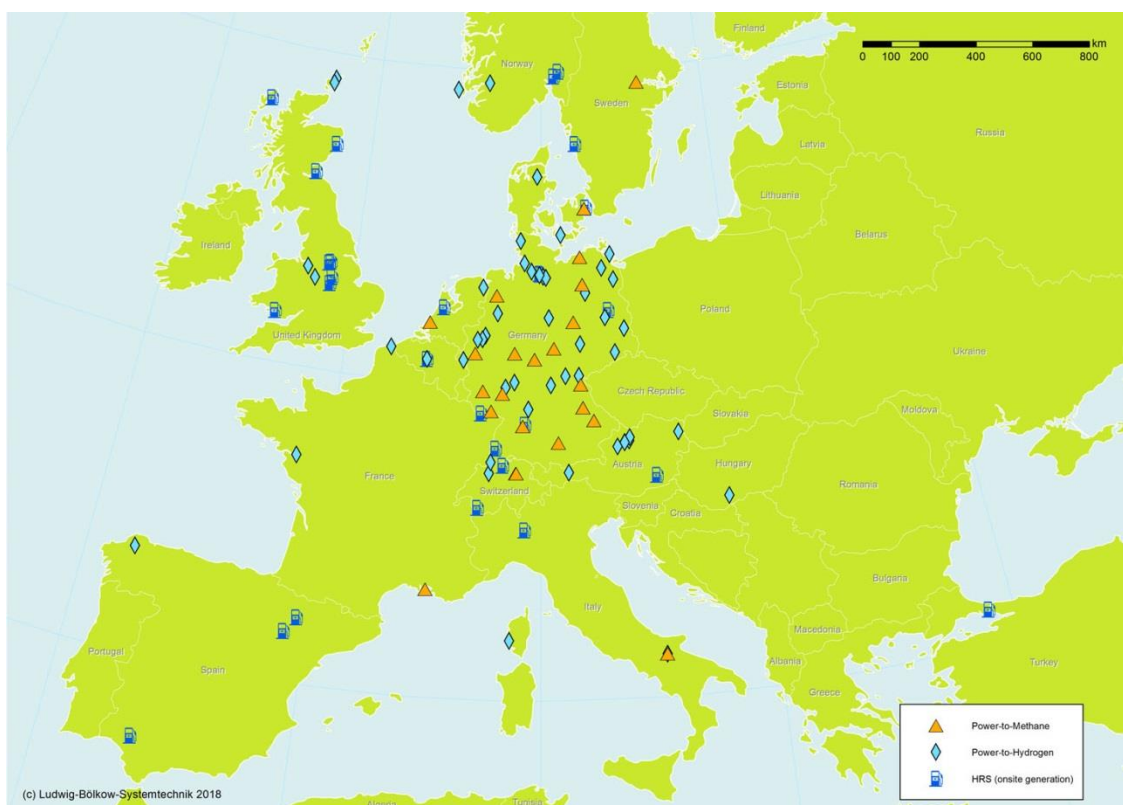 Finland
km
0 100 200 400 600 800
Norway
Sweden
Estonia
Russia
Latvia
Lithuania
Ireland
Belarus
United Kingdom
Poland
Germany
Ukraine
Czech Republic
Slovakia
Moldova
France
Austria
Hungary
Switzerland
Romania
Slovenia
Croatia
Bulgaria
Italy
Macedonia
Portugal
Spain
Albania
Turkey
Greece
Power-to-Methane
Power-to-Hydrogen
HRS (onsite generation)
(c) Ludwig-Bölkow-Systemtechnik 2018
Algeria
Tunisia